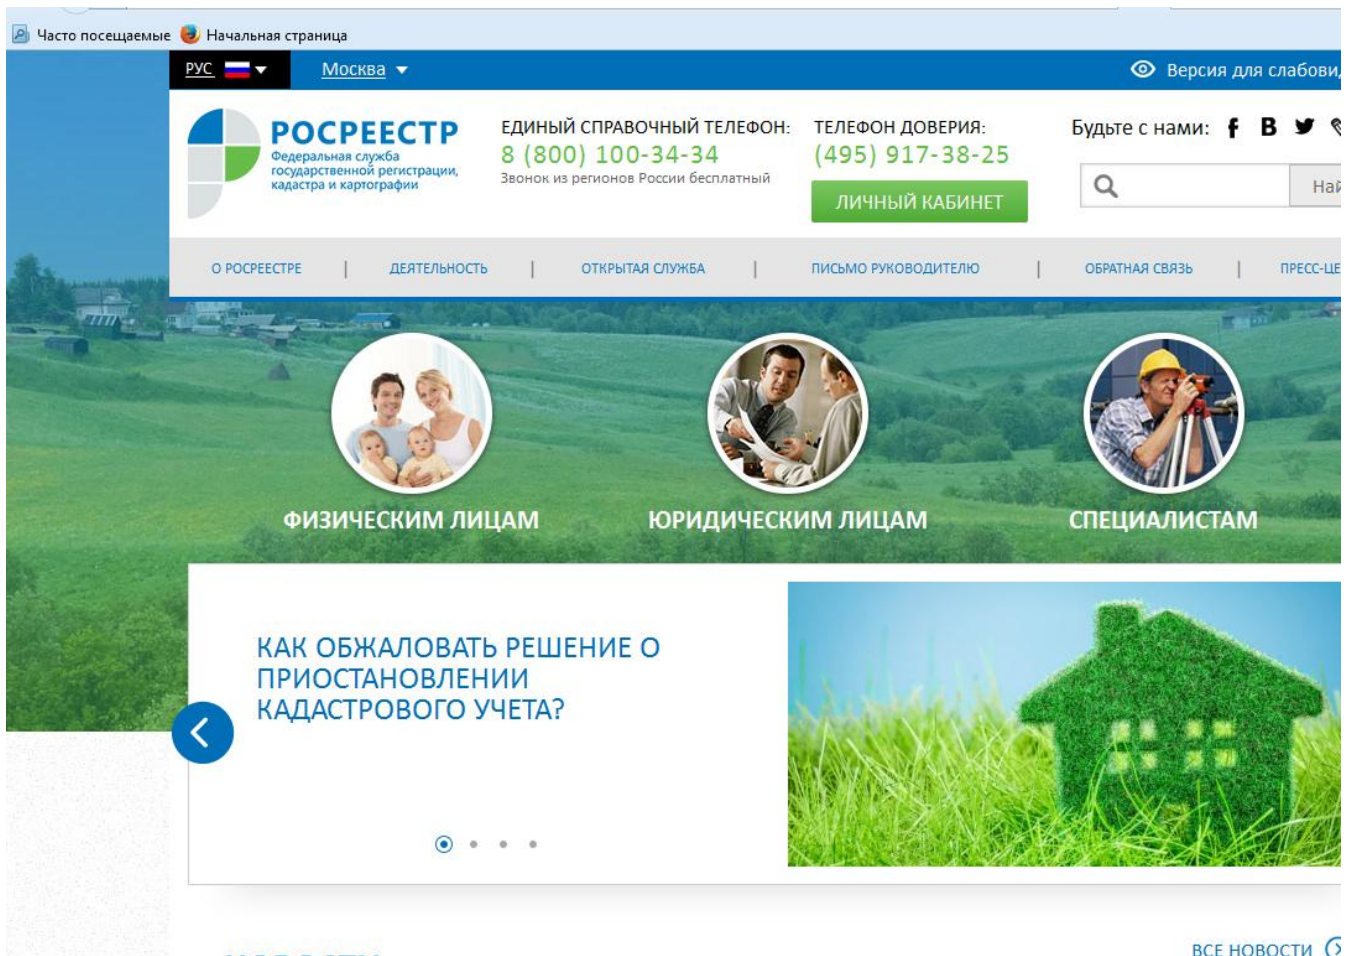 Часто посещаемые Начальная страница
РУС Москва Версия для слабови
РОСРЕЕСТР
Федеральная служба
государственной регистрации,
кадастра и картографии
ЕДИНЫЙ СПРАВОЧНЫЙ ТЕЛЕФОН:
8 (800) 100-34-34
Звонок из регионов России бесплатный
ТЕЛЕФОН ДОВЕРИЯ:
(495) 917-38-25
ЛИЧНЫЙ КАБИНЕТ
Будьте с нами:
Най
О РОСРЕЕСТРЕ | ДЕЯТЕЛЬНОСТЬ | ОТКРЫТАЯ СЛУЖБА | ПИСЬМО РУКОВОДИТЕЛЮ | ОБРАТНАЯ СВЯЗЬ | ПРЕСС-ЦЕ
ФИЗИЧЕСКИМ ЛИЦАМ ЮРИДИЧЕСКИМ ЛИЦАМ СПЕЦИАЛИСТАМ
КАК ОБЖАЛОВАТЬ РЕШЕНИЕ О
ПРИОСТАНОВЛЕНИИ
КАДАСТРОВОГО УЧЕТА?
ВСЕ НОВОСТИ